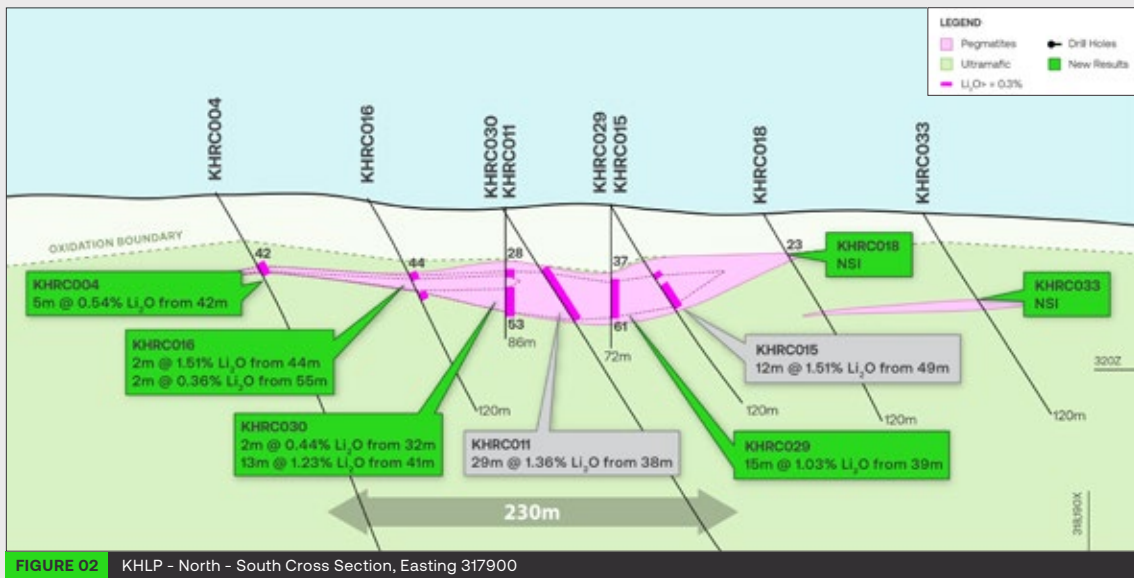 LEGEND
Pegmatites
Drill Holes
Ultramafic
New Results
Li₂O> = 0.3%
KHRC004
KHRC016
KHRC030
KHRC011
KHRC029
KHRC015
KHRC018
KHRC033
OXIDATION BOUNDARY
42
44
28
37
23
53
61
86m
72m
KHRC018
NSI
KHRC004
5m @ 0.54% Li₂O from 42m
KHRC033
NSI
KHRC016
2m @ 1.51% Li₂O from 44m
2m @ 0.36% Li₂O from 55m
KHRC015
12m @ 1.51% Li₂O from 49m
320Z
120m
120m
120m
120m
KHRC030
2m @ 0.44% Li₂O from 32m
13m @ 1.23% Li₂O from 41m
KHRC011
29m @ 1.36% Li₂O from 38m
KHRC029
15m @ 1.03% Li₂O from 39m
230m
318,190X
FIGURE 02 KHLP - North - South Cross Section, Easting 317900